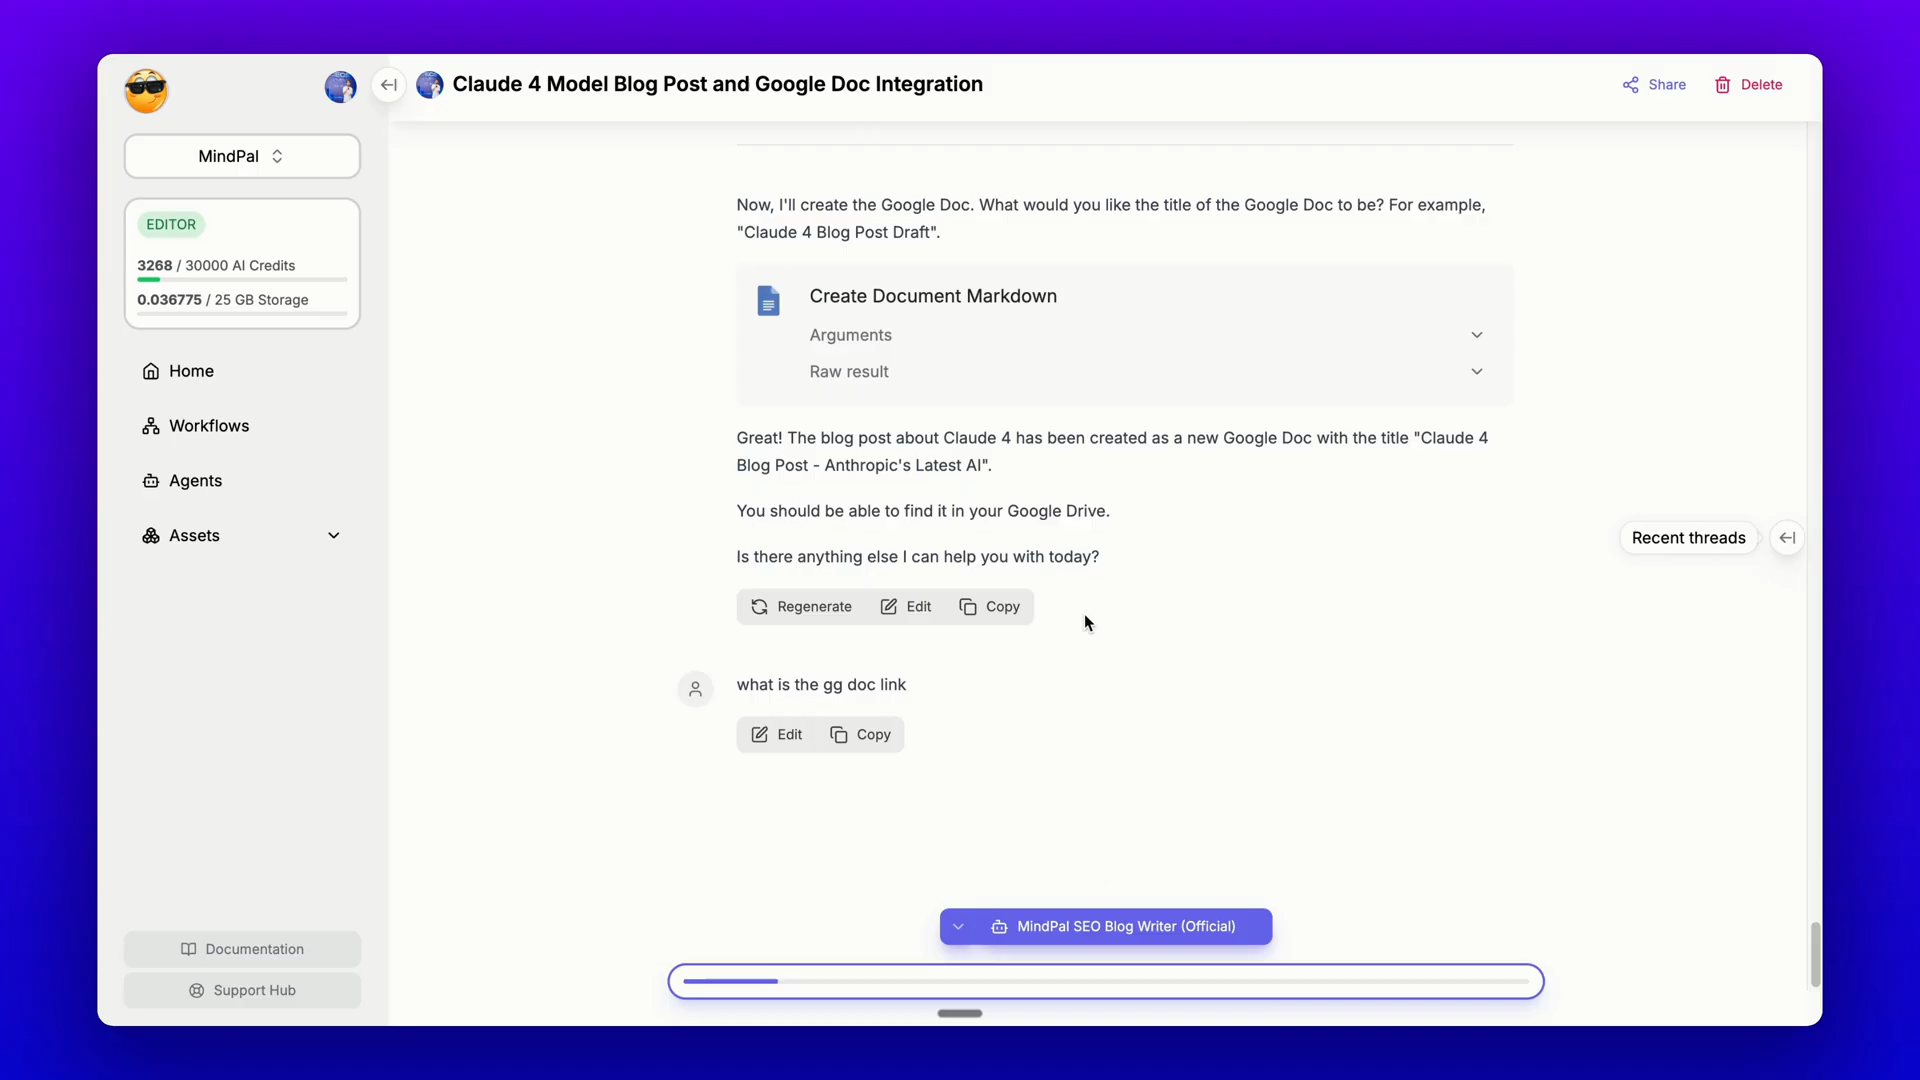 Claude 4 Model Blog Post and Google Doc Integration
Share
Delete
MindPal
EDITOR
3268 / 30000 AI Credits
0.036775 / 25 GB Storage
Home
Workflows
Agents
Assets
Documentation
Support Hub
Now, I'll create the Google Doc. What would you like the title of the Google Doc to be? For example,
"Claude 4 Blog Post Draft".
Create Document Markdown
Arguments
Raw result
Great! The blog post about Claude 4 has been created as a new Google Doc with the title "Claude 4
Blog Post - Anthropic's Latest AI".
You should be able to find it in your Google Drive.
Is there anything else I can help you with today?
Regenerate
Edit
Copy
Recent threads
what is the gg doc link
Edit
Copy
MindPal SEO Blog Writer (Official)